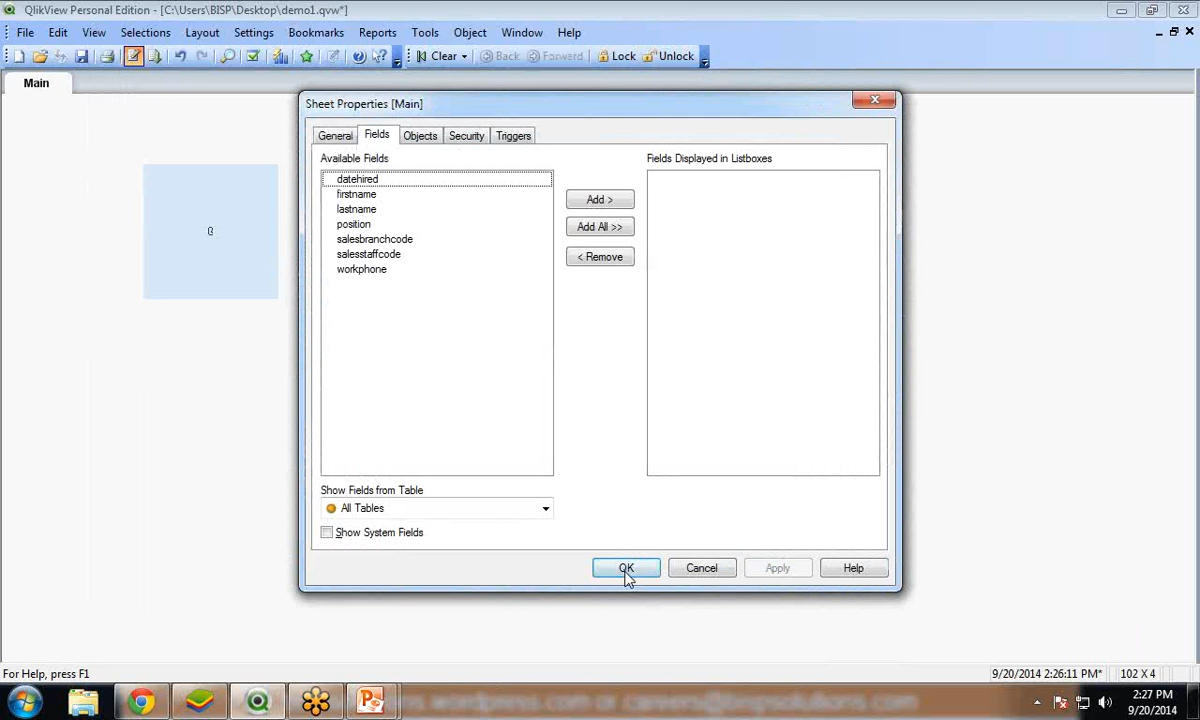 QlikView Personal Edition - [C:\Users\BISP\Desktop\demo1.qvw*]
File Edit View Selections Layout Settings Bookmarks Reports Tools Object Window Help
Clear Back Forward Lock Unlock
Main
Sheet Properties [Main]
General Fields Objects Security Triggers
Available Fields Fields Displayed in Listboxes
datehired
firstname
lastname
position
salesbranchcode
salesstaffcode
workphone
Add >
Add All >>
< Remove
Show Fields from Table
All Tables
Show System Fields
OK Cancel Apply Help
For Help, press F1 9/20/2014 2:26:11 PM* 102 X 4
2:27 PM
9/20/2014